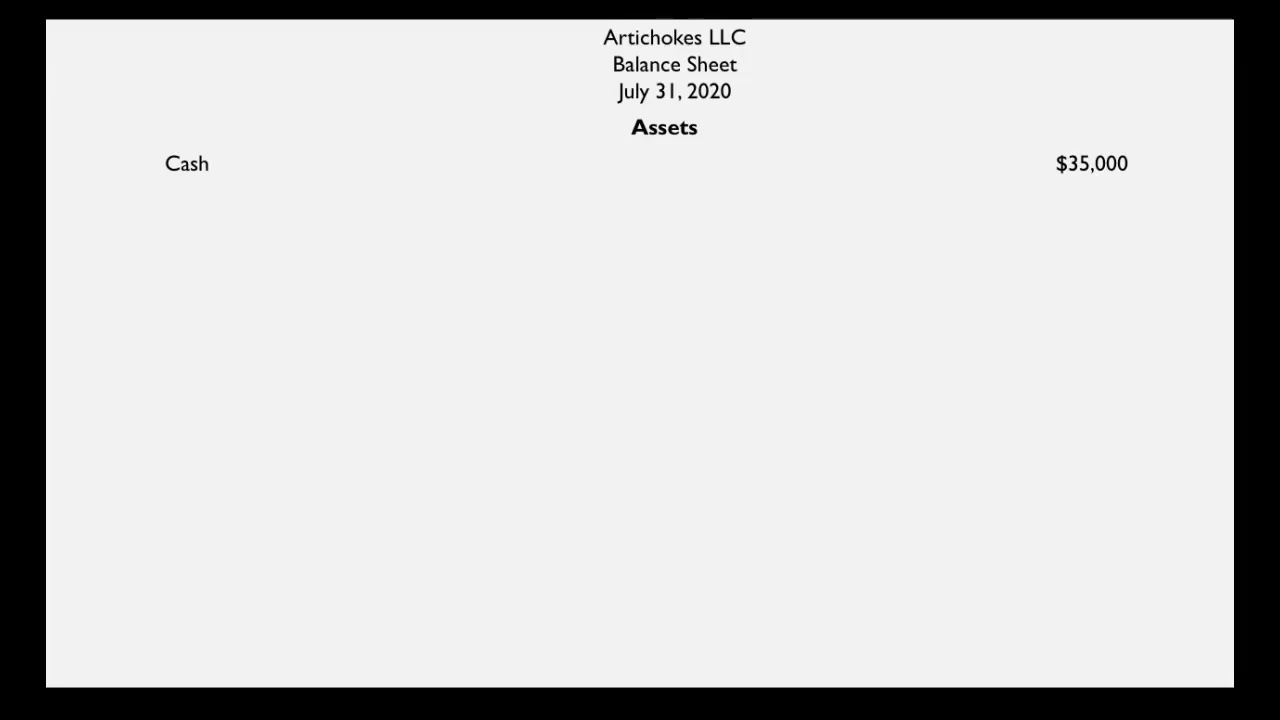 Artichokes LLC
Balance Sheet
July 31, 2020
Assets
Cash $35,000